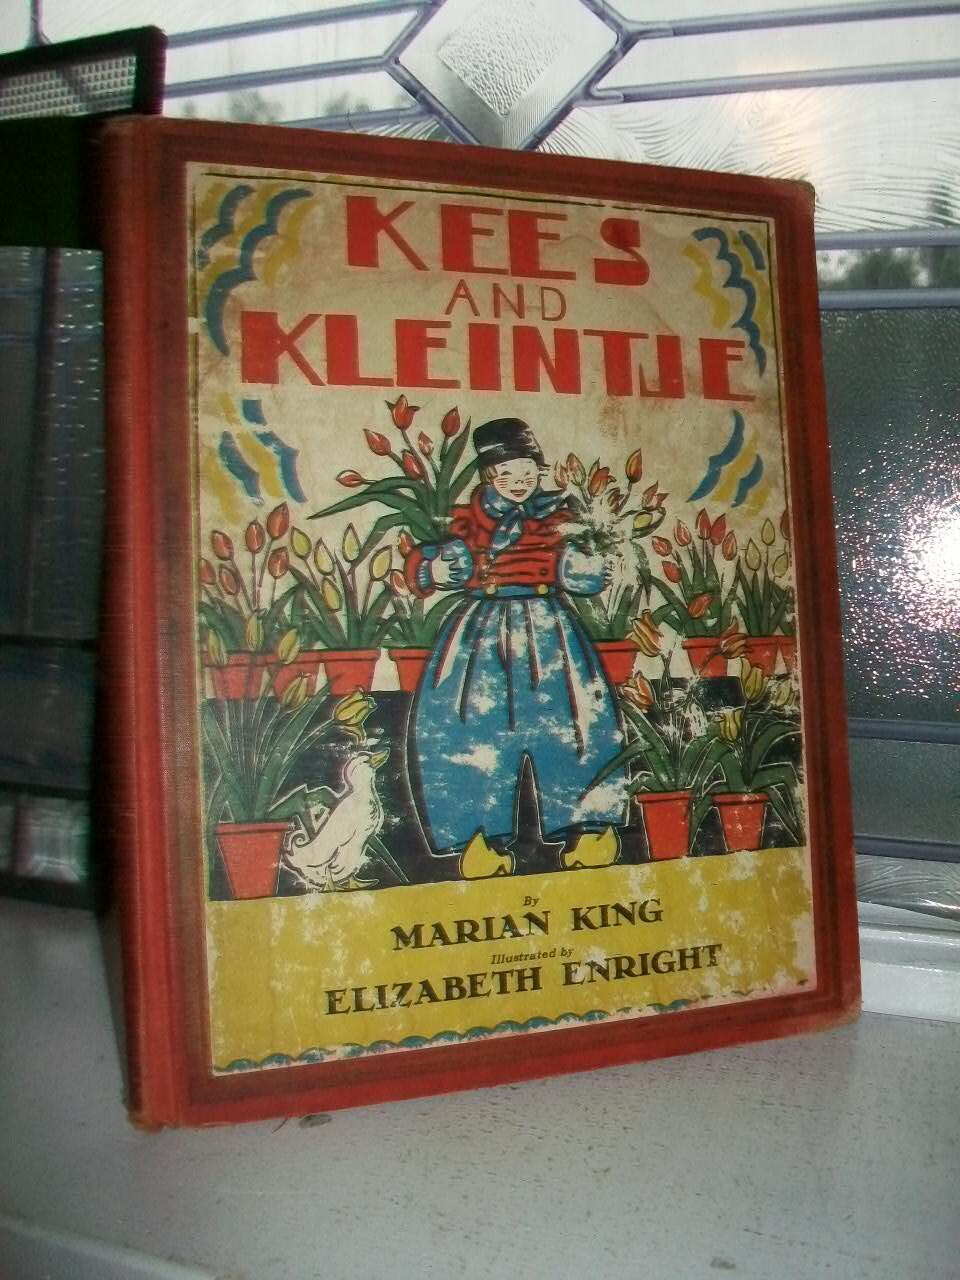 KEES
AND
KLEINTJE
By
MARIAN KING
Illustrated by
ELIZABETH ENRIGHT